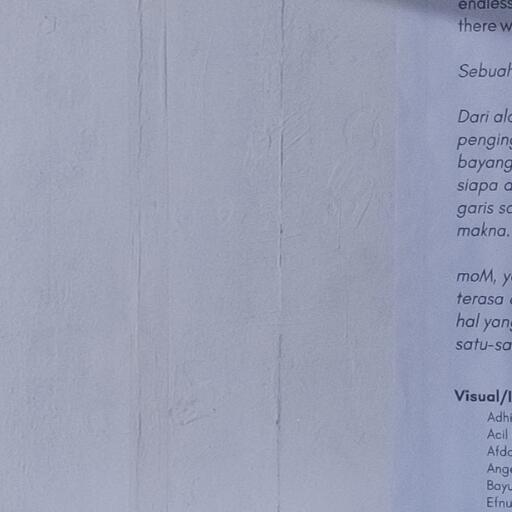 endless
there w
Sebuah
Dari ala
penging
bayang
siapa a
garis sa
makna.
moM, ya
terasa
hal yang
satu-sa
Visual/I
Adhi
Acil
Afda
Ange
Bayu
Efnu